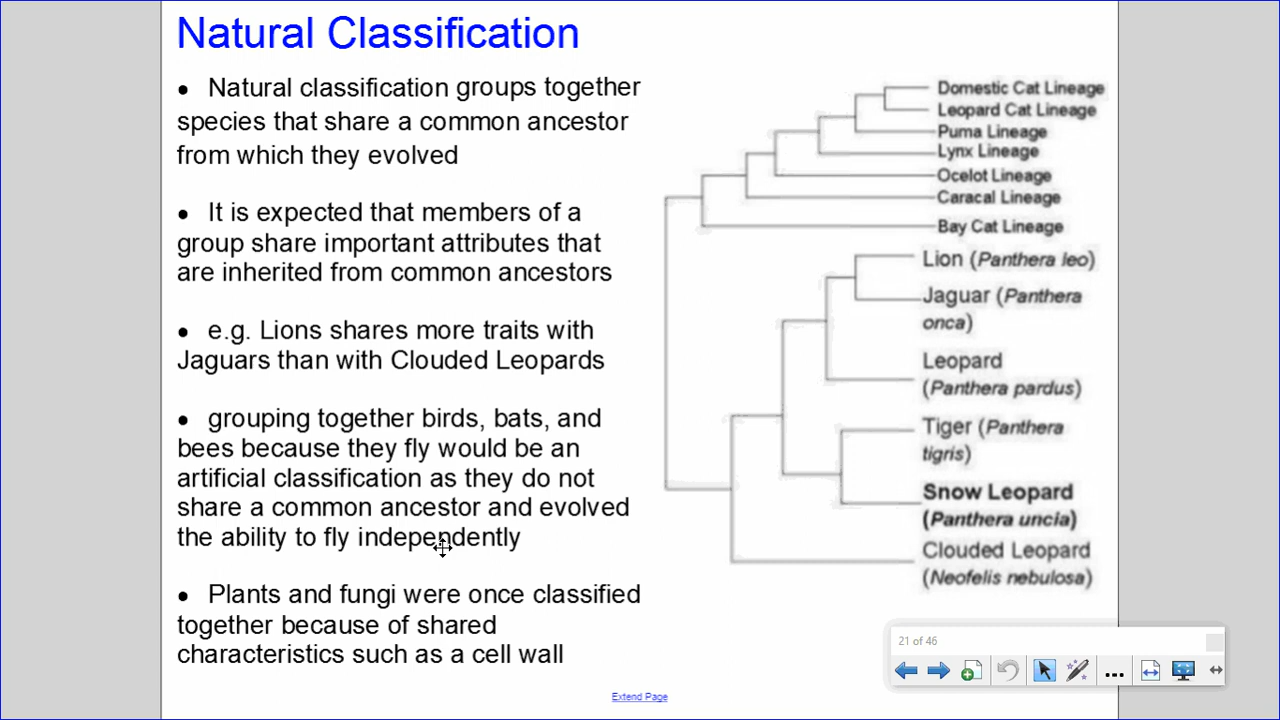 Natural Classification
• Natural classification groups together
species that share a common ancestor
from which they evolved
• It is expected that members of a
group share important attributes that
are inherited from common ancestors
• e.g. Lions shares more traits with
Jaguars than with Clouded Leopards
• grouping together birds, bats, and
bees because they fly would be an
artificial classification as they do not
share a common ancestor and evolved
the ability to fly independently
• Plants and fungi were once classified
together because of shared
characteristics such as a cell wall
Domestic Cat Lineage
Leopard Cat Lineage
Puma Lineage
Lynx Lineage
Ocelot Lineage
Caracal Lineage
Bay Cat Lineage
Lion (Panthera leo)
Jaguar (Panthera
onca)
Leopard
(Panthera pardus)
Tiger (Panthera
tigris)
Snow Leopard
(Panthera uncia)
Clouded Leopard
(Neofelis nebulosa)
21 of 46
Extend Page